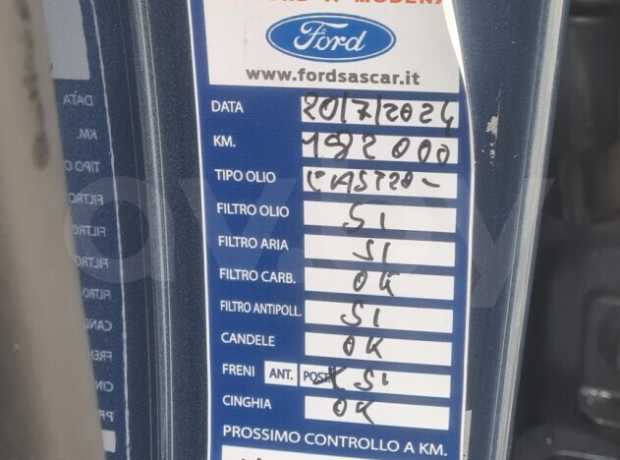 A MODENA
Ford
www.fordsascar.it
DATA 20/7/2024
KM. 192000
TIPO OLIO CASTROL
FILTRO OLIO SI
FILTRO ARIA SI
FILTRO CARB. OK
FILTRO ANTIPOLL. SI
CANDELE OK
FRENI ANT. POST SI
CINGHIA OK
PROSSIMO CONTROLLO A KM.